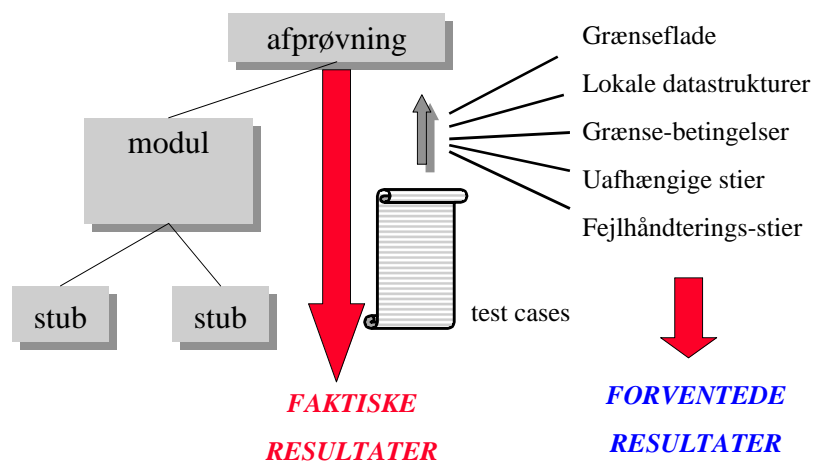 afprøvning
modul
stub
stub
Grænseflade
Lokale datastrukturer
Grænse-betingelser
Uafhængige stier
Fejlhåndterings-stier
test cases
FAKTISKE
RESULTATER
FORVENTEDE
RESULTATER